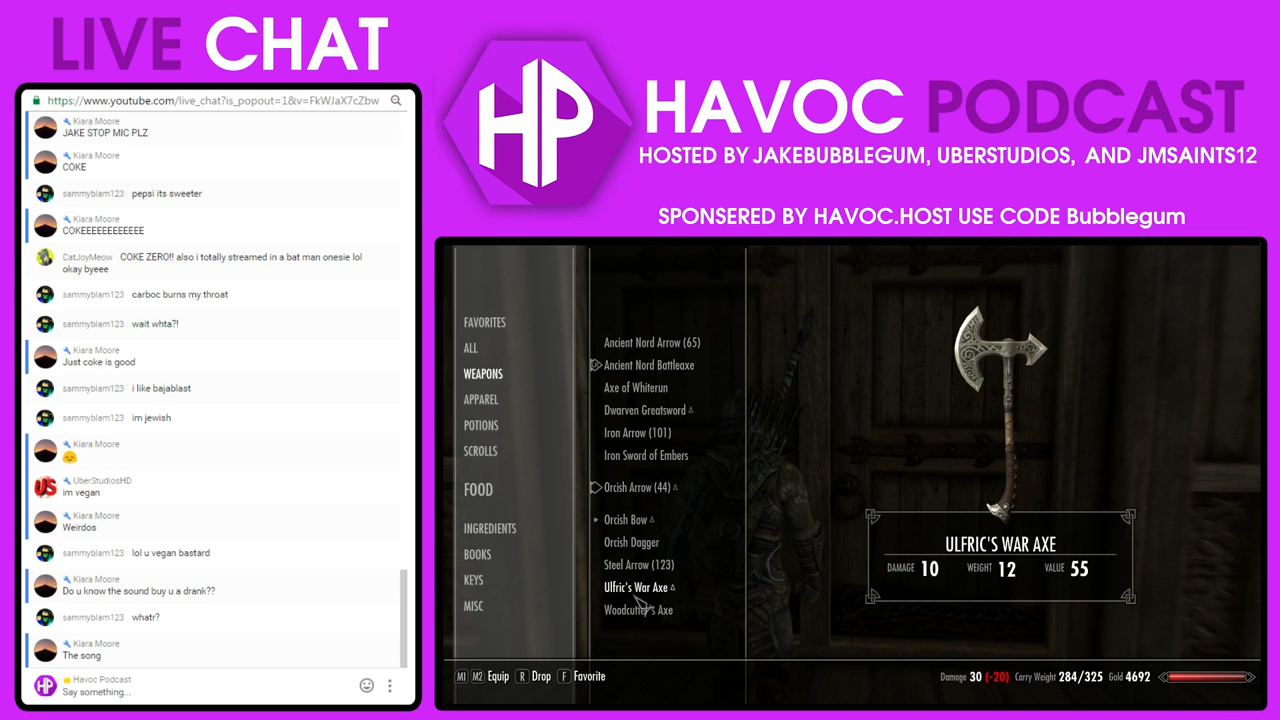 LIVE CHAT
https://www.youtube.com/live_chat?is_popout=1&v=FkWJaX7cZbw
Kiara Moore
JAKE STOP MIC PLZ
Kiara Moore
COKE
sammyblam123 pepsi its sweeter
Kiara Moore
COKEEEEEEEEEEEE
CatJoyMeow COKE ZERO!! also i totally streamed in a bat man onesie lol
okay byeee
sammyblam123 carboc burns my throat
sammyblam123 wait whta?!
Kiara Moore
Just coke is good
sammyblam123 i like bajablast
sammyblam123 im jewish
Kiara Moore
UberStudiosHD
im vegan
Kiara Moore
Weirdos
sammyblam123 lol u vegan bastard
Kiara Moore
Do u know the sound buy u a drank??
sammyblam123 whatr?
Kiara Moore
The song
Havoc Podcast
Say something...
HP
HP
US
HAVOC PODCAST
HOSTED BY JAKEBUBBLEGUM, UBERSTUDIOS, AND JMSAINTS12
SPONSERED BY HAVOC.HOST USE CODE Bubblegum
FAVORITES
ALL
WEAPONS
APPAREL
POTIONS
SCROLLS
FOOD
INGREDIENTS
BOOKS
KEYS
MISC
Ancient Nord Arrow (65)
Ancient Nord Battleaxe
Axe of Whiterun
Dwarven Greatsword
Iron Arrow (101)
Iron Sword of Embers
Orcish Arrow (44)
Orcish Bow
Orcish Dagger
Steel Arrow (123)
Ulfric's War Axe
Woodcutter's Axe
ULFRIC'S WAR AXE
DAMAGE 10 WEIGHT 12 VALUE 55
M1 M2 Equip R Drop F Favorite
Damage 30 (-20) Carry Weight 284/325 Gold 4692